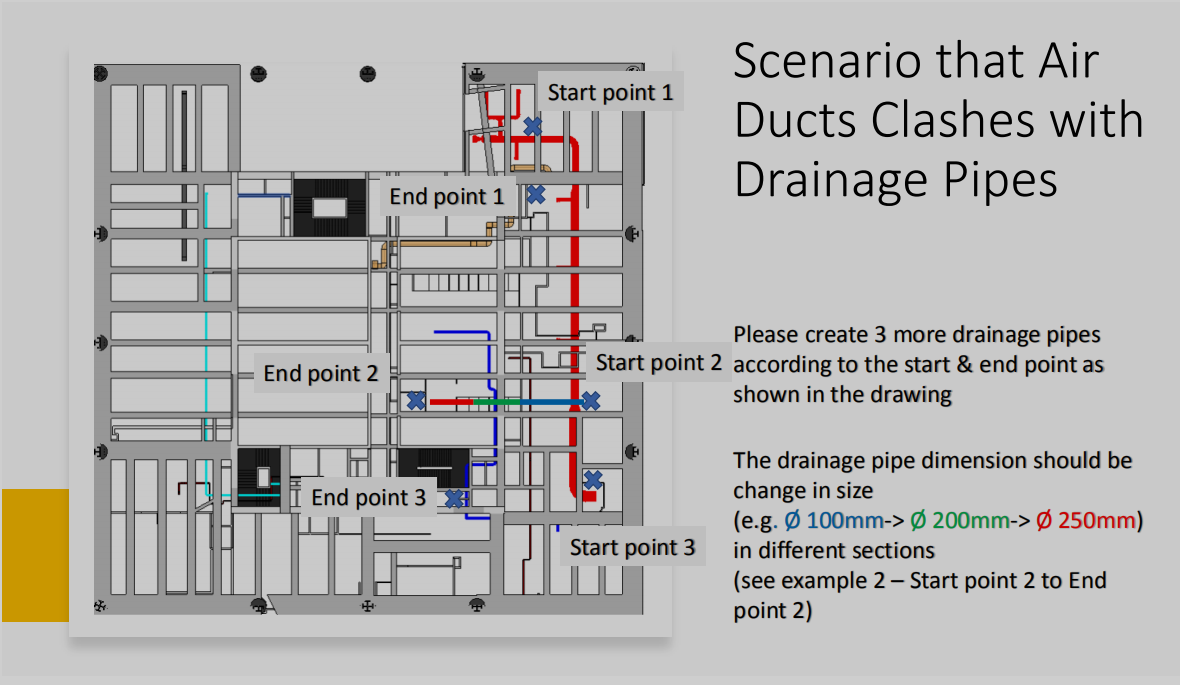 Scenario that Air
Ducts Clashes with
Drainage Pipes
Start point 1
End point 1
End point 2
Start point 2
End point 3
Start point 3
Please create 3 more drainage pipes
according to the start & end point as
shown in the drawing
The drainage pipe dimension should be
change in size
(e.g. Ø 100mm-> Ø 200mm-> Ø 250mm)
in different sections
(see example 2 – Start point 2 to End
point 2)